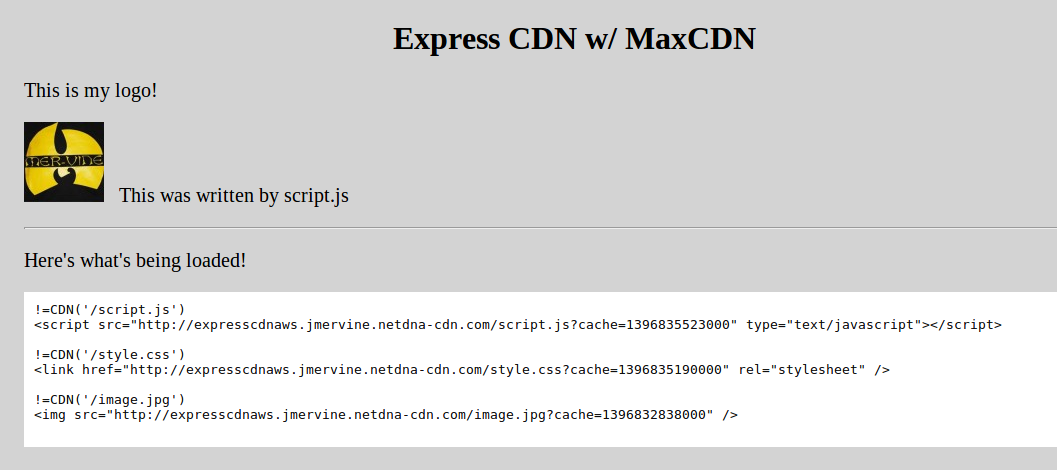 Express CDN w/ MaxCDN
This is my logo!
MER-VINE
This was written by script.js
Here's what's being loaded!
!=CDN('/script.js')
<script src="http://expresscdnaws.jmervine.netdna-cdn.com/script.js?cache=1396835523000" type="text/javascript"></script>
!=CDN('/style.css')
<link href="http://expresscdnaws.jmervine.netdna-cdn.com/style.css?cache=1396835190000" rel="stylesheet" />
!=CDN('/image.jpg')
<img src="http://expresscdnaws.jmervine.netdna-cdn.com/image.jpg?cache=1396832838000" />